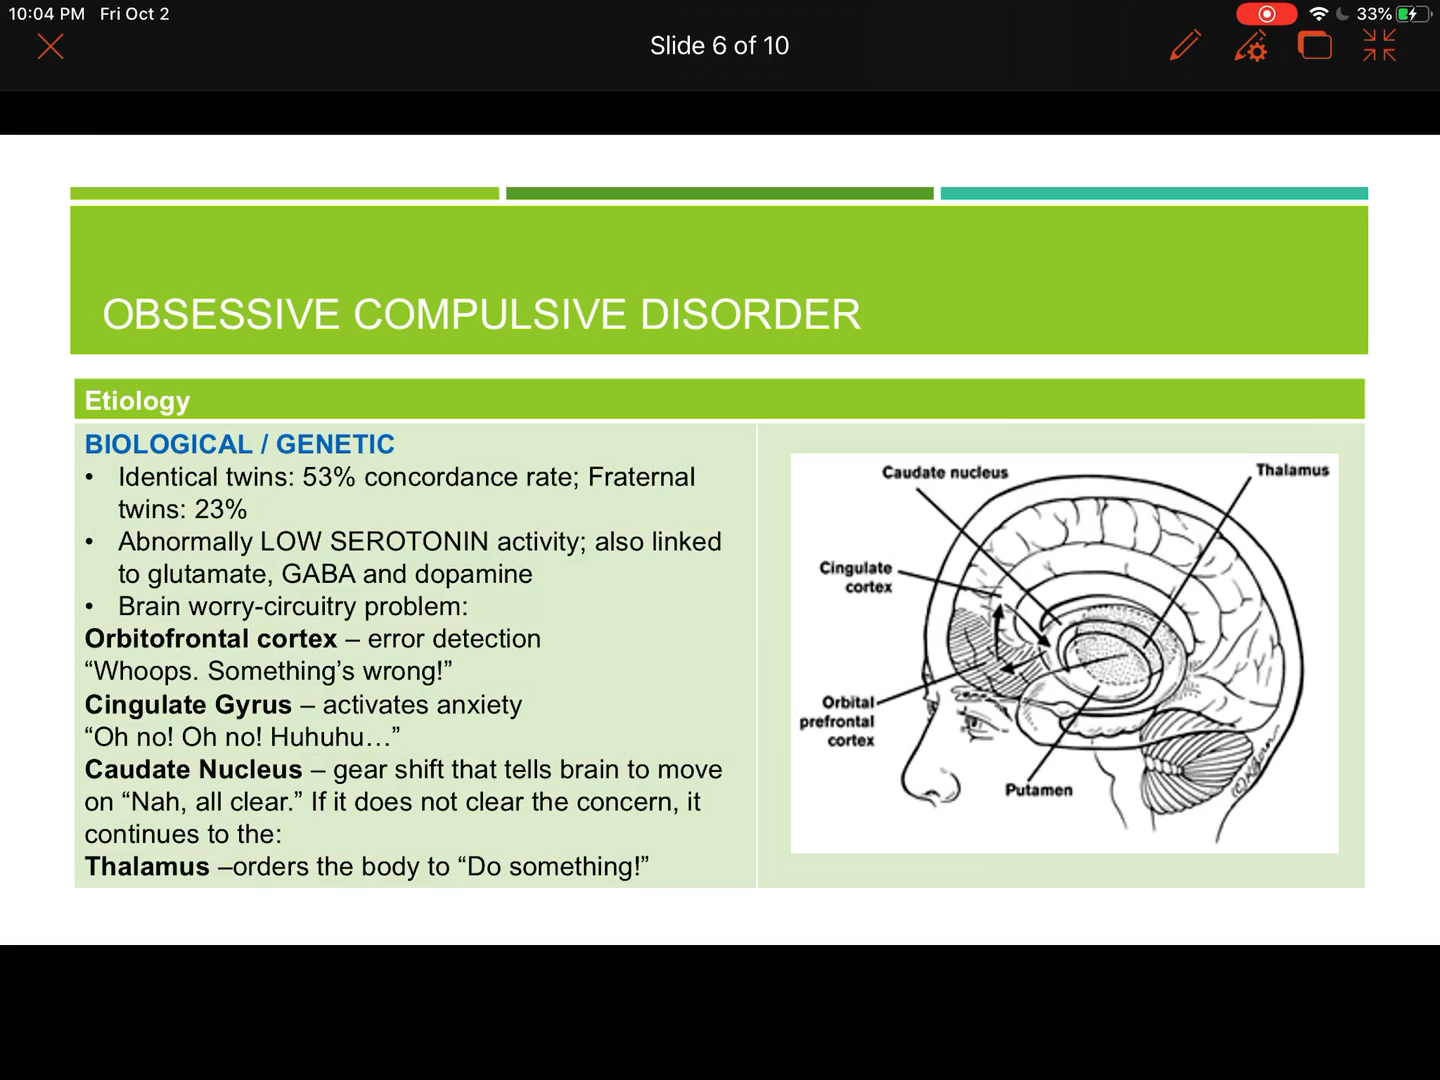 10:04 PM Fri Oct 2
33%
Slide 6 of 10
OBSESSIVE COMPULSIVE DISORDER
Etiology
BIOLOGICAL / GENETIC
• Identical twins: 53% concordance rate; Fraternal
twins: 23%
• Abnormally LOW SEROTONIN activity; also linked
to glutamate, GABA and dopamine
• Brain worry-circuitry problem:
Orbitofrontal cortex – error detection
“Whoops. Something’s wrong!”
Cingulate Gyrus – activates anxiety
“Oh no! Oh no! Huhuhu…”
Caudate Nucleus – gear shift that tells brain to move
on “Nah, all clear.” If it does not clear the concern, it
continues to the:
Thalamus –orders the body to “Do something!”
Caudate nucleus
Thalamus
Cingulate
cortex
Orbital
prefrontal
cortex
Putamen